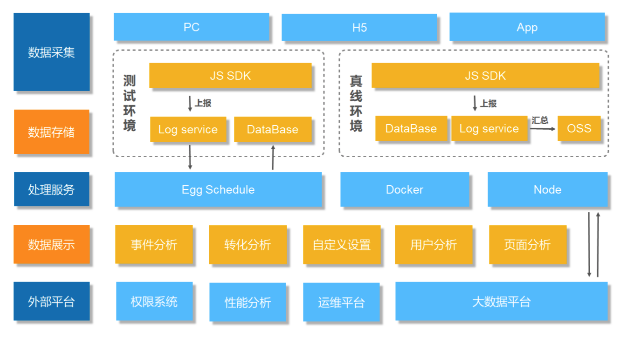 数据采集
PC
H5
App
测试环境
JS SDK
上报
Log service
DataBase
真线环境
JS SDK
上报
DataBase
Log service
汇总
OSS
数据存储
处理服务
Egg Schedule
Docker
Node
数据展示
事件分析
转化分析
自定义设置
用户分析
页面分析
外部平台
权限系统
性能分析
运维平台
大数据平台